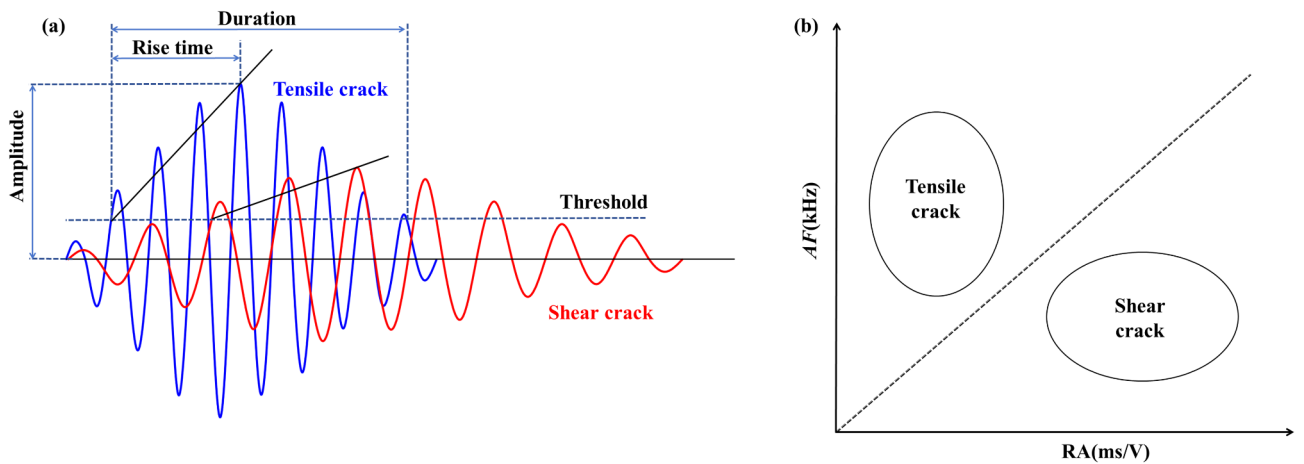 (a)
Duration
Rise time
Tensile crack
Amplitude
Threshold
Shear crack
(b)
AF(kHz)
Tensile
crack
Shear
crack
RA(ms/V)